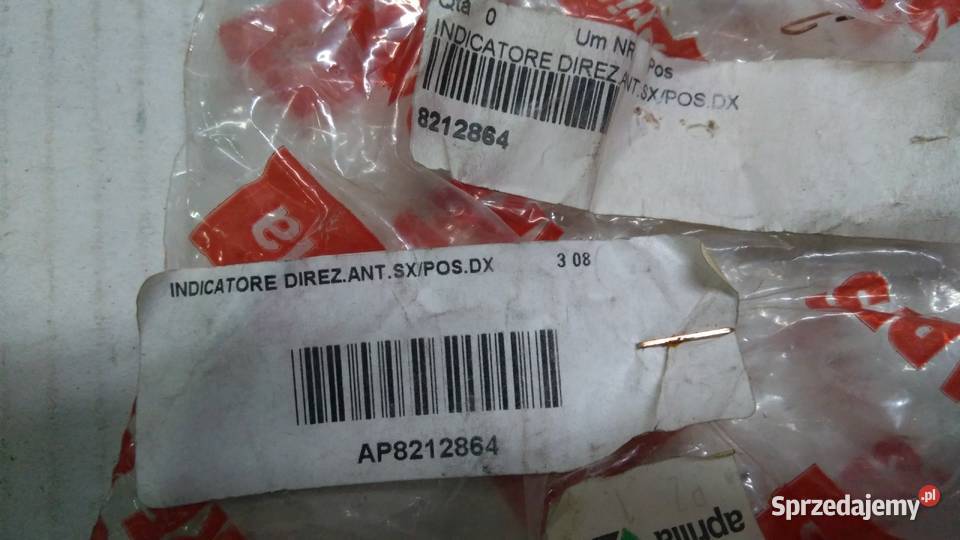 Qta 0
Um NR Pos
INDICATORE DIREZ.ANT.SX/POS.DX
8212864
INDICATORE DIREZ.ANT.SX/POS.DX 3 08
AP8212864
aprilia
Sprzedajemy.pl